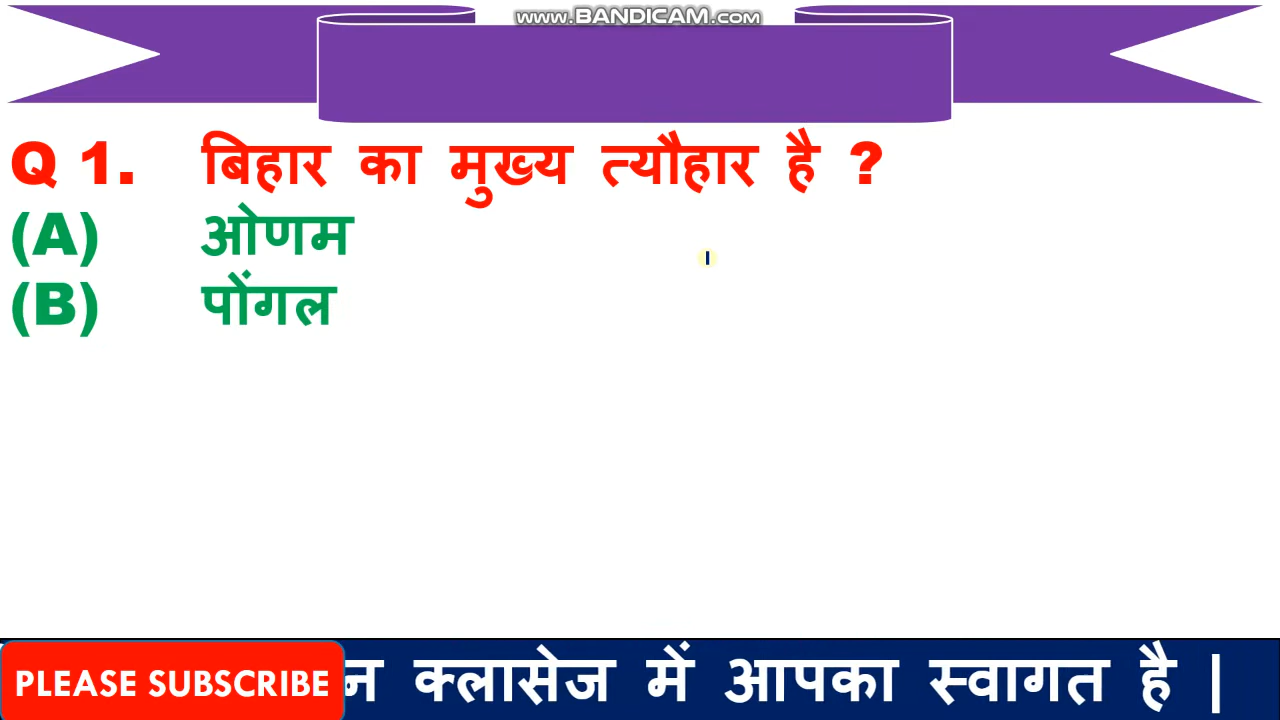 www.BANDICAM.com
Q 1. बिहार का मुख्य त्यौहार है ?
(A) ओणम
(B) पोंगल
PLEASE SUBSCRIBE
न क्लासेज में आपका स्वागत है |